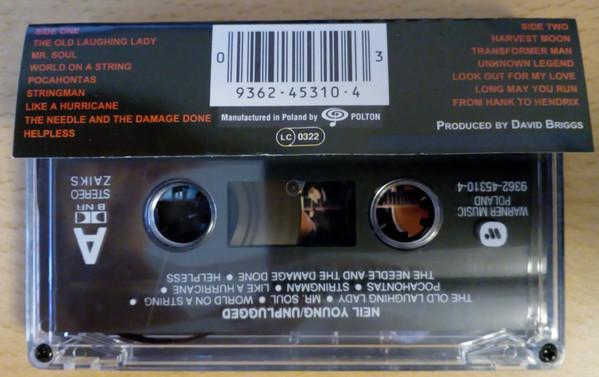 SIDE ONE
THE OLD LAUGHING LADY
MR. SOUL
WORLD ON A STRING
POCAHONTAS
STRINGMAN
LIKE A HURRICANE
THE NEEDLE AND THE DAMAGE DONE
HELPLESS
0
3
9362-45310-4
Manufactured in Poland by POLTON
LC 0322
SIDE TWO
HARVEST MOON
TRANSFORMER MAN
UNKNOWN LEGEND
LOOK OUT FOR MY LOVE
LONG MAY YOU RUN
FROM HANK TO HENDRIX
PRODUCED BY DAVID BRIGGS
NEIL YOUNG/UNPLUGGED
THE OLD LAUGHING LADY • MR. SOUL • WORLD ON A STRING •
POCAHONTAS • STRINGMAN • LIKE A HURRICANE •
THE NEEDLE AND THE DAMAGE DONE • HELPLESS
WARNER MUSIC
POLAND
9362-45310-4
A
B NR
STEREO
ZAIKS